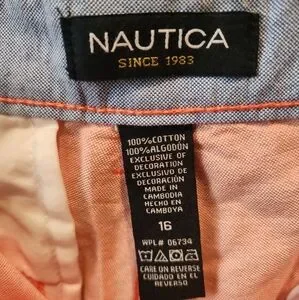 NAUTICA
SINCE 1983
100%COTTON
100%ALGODÓN
EXCLUSIVE OF
DECORATION
EXCLUSIVO DE
DECORACIÓN
MADE IN
CAMBODIA
HECHO EN
CAMBOYA
16
WPL# 06734
CARE ON REVERSE
CUIDADO EN EL
REVERSO